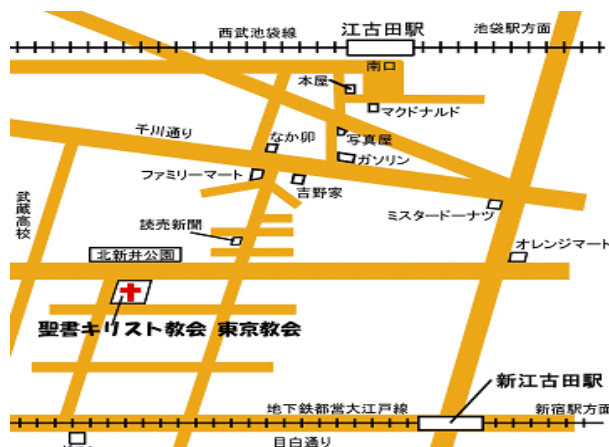 西武池袋線
江古田駅
池袋駅方面
南口
本屋
マクドナルド
千川通り
なか卯
写真屋
ガソリン
ファミリーマート
吉野家
武蔵高校
ミスタードーナツ
読売新聞
オレンジマート
北新井公園
聖書キリスト教会 東京教会
新江古田駅
地下鉄都営大江戸線
新宿駅方面
目白通り